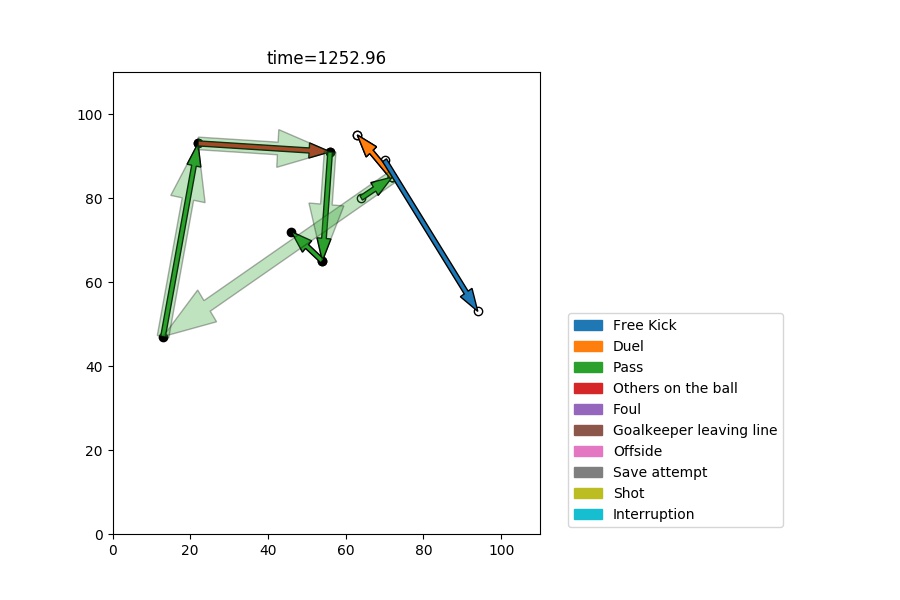 time=1252.96
100
80
60
40
20
0
0 20 40 60 80 100
Free Kick
Duel
Pass
Others on the ball
Foul
Goalkeeper leaving line
Offside
Save attempt
Shot
Interruption